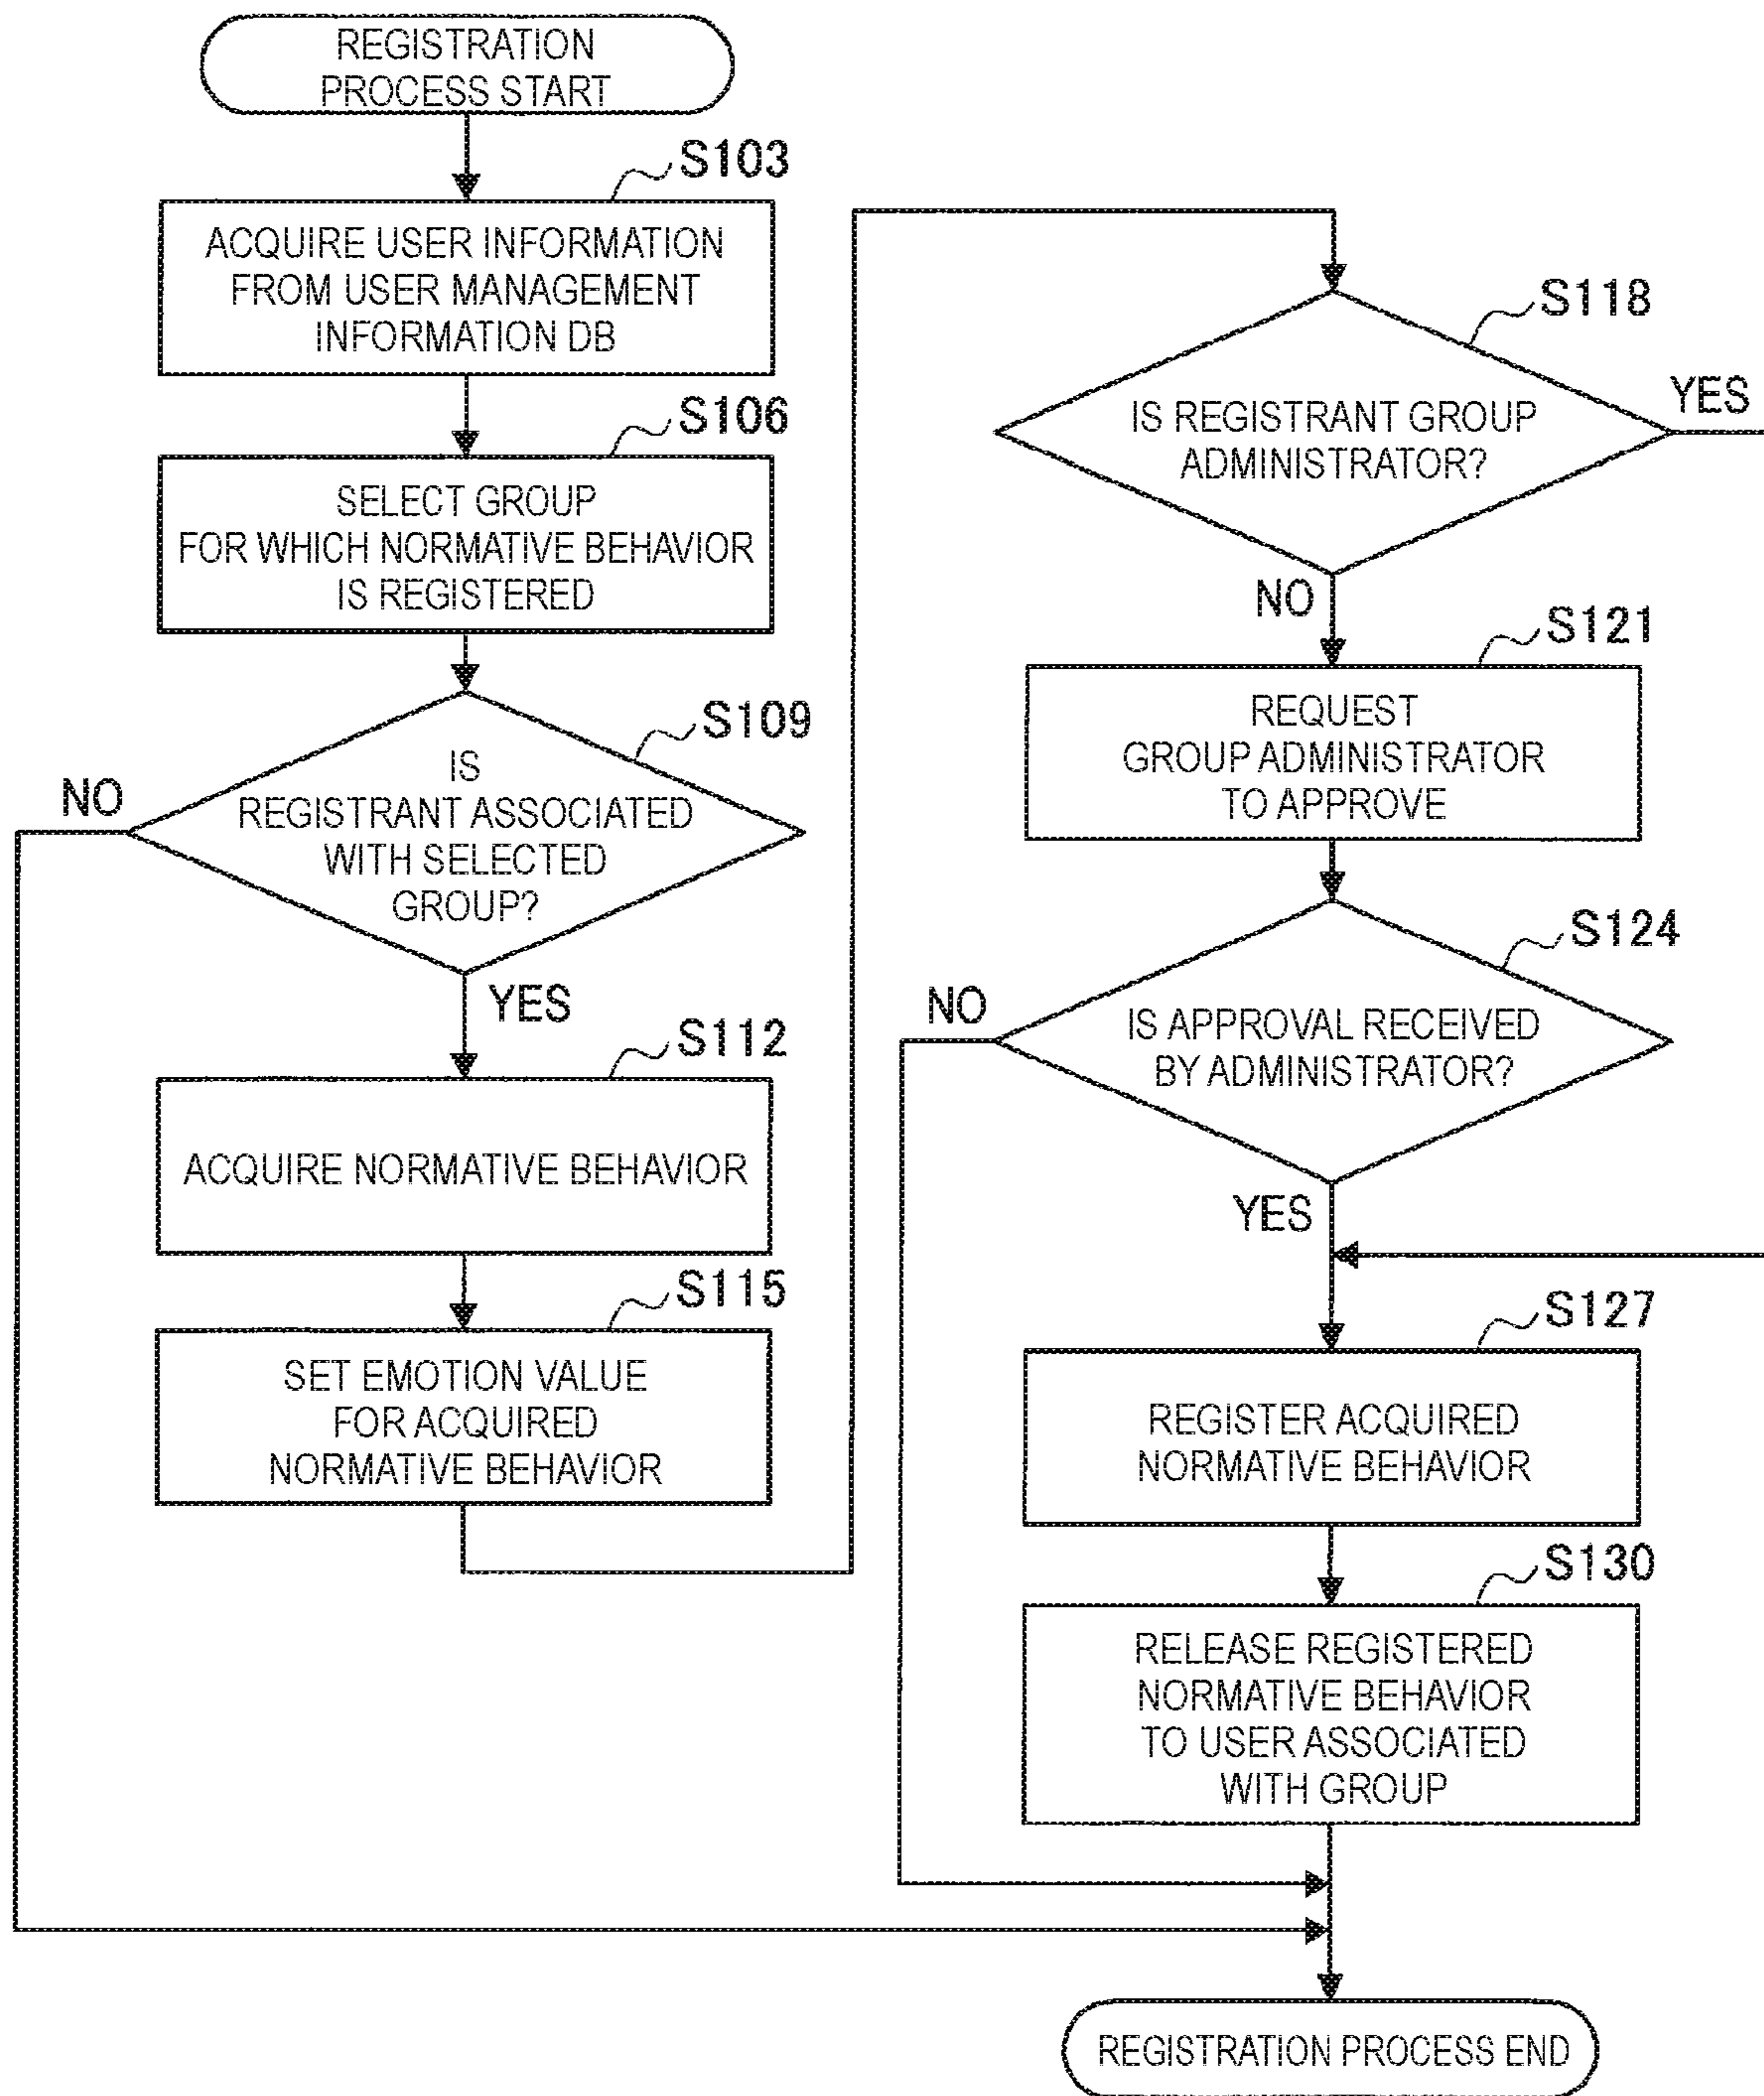 REGISTRATION
PROCESS START
S103
ACQUIRE USER INFORMATION
FROM USER MANAGEMENT
INFORMATION DB
S106
SELECT GROUP
FOR WHICH NORMATIVE BEHAVIOR
IS REGISTERED
S109
IS
REGISTRANT ASSOCIATED
WITH SELECTED
GROUP?
NO
YES
S112
ACQUIRE NORMATIVE BEHAVIOR
S115
SET EMOTION VALUE
FOR ACQUIRED
NORMATIVE BEHAVIOR
S118
IS REGISTRANT GROUP
ADMINISTRATOR?
YES
NO
S121
REQUEST
GROUP ADMINISTRATOR
TO APPROVE
S124
IS APPROVAL RECEIVED
BY ADMINISTRATOR?
NO
YES
S127
REGISTER ACQUIRED
NORMATIVE BEHAVIOR
S130
RELEASE REGISTERED
NORMATIVE BEHAVIOR
TO USER ASSOCIATED
WITH GROUP
REGISTRATION PROCESS END